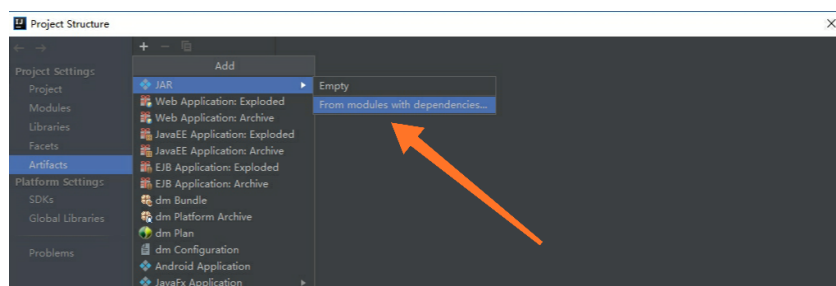 Project Structure
Project Settings
Project
Modules
Libraries
Facets
Artifacts
Platform Settings
SDKs
Global Libraries
Problems
Add
JAR
Web Application: Exploded
Web Application: Archive
JavaEE Application: Exploded
JavaEE Application: Archive
EJB Application: Exploded
EJB Application: Archive
dm Bundle
dm Platform Archive
dm Plan
dm Configuration
Android Application
JavaFx Application
Empty
From modules with dependencies...